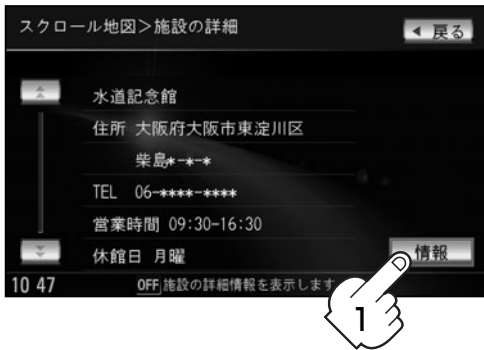 スクロール地図>施設の詳細
◀ 戻る
水道記念館
住所 大阪府大阪市東淀川区
柴島*-*-*
TEL 06-****-****
営業時間 09:30-16:30
休館日 月曜
情報
10 47
OFF 施設の詳細情報を表示します
1